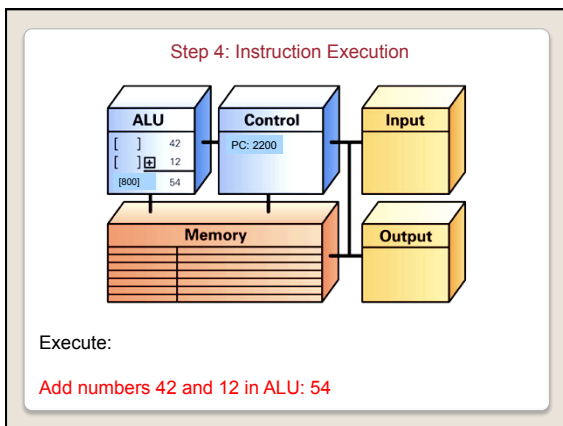 Step 4: Instruction Execution
ALU
[ ] 42
[ ] + 12
[800] 54
Control
PC: 2200
Input
Memory
Output
Execute:
Add numbers 42 and 12 in ALU: 54